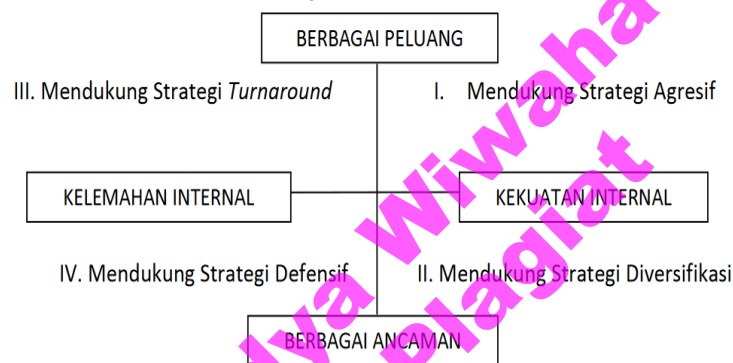 BERBAGAI PELUANG
III. Mendukung Strategi Turnaround
I. Mendukung Strategi Agresif
KELEMAHAN INTERNAL
KEKUATAN INTERNAL
IV. Mendukung Strategi Defensif
II. Mendukung Strategi Diversifikasi
BERBAGAI ANCAMAN
Wiwaha
Plagiat